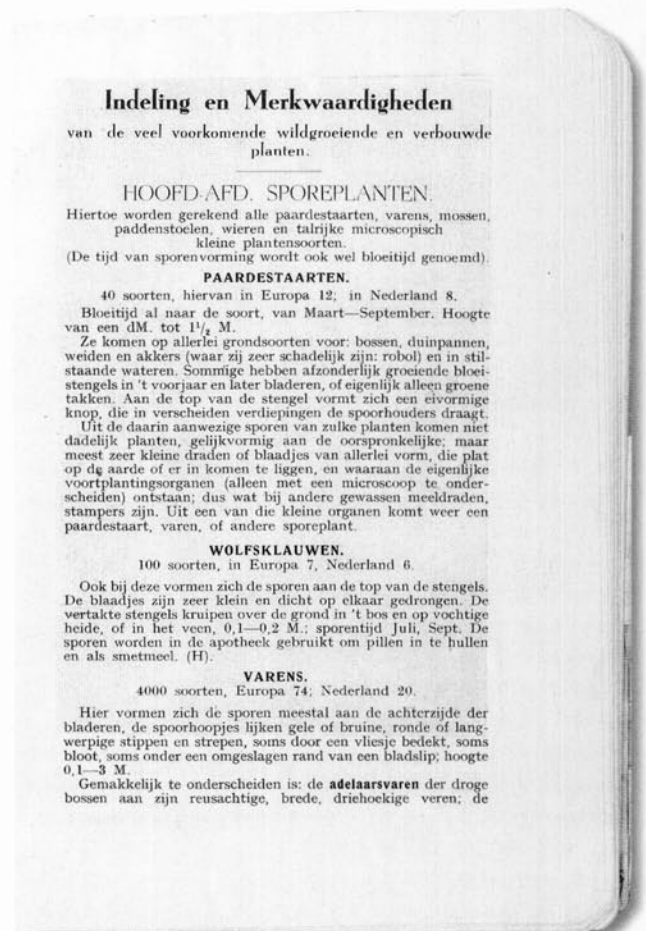 Indeling en Merkwaardigheden
van de veel voorkomende wildgroeiende en verbouwde
planten.
HOOFD-AFD. SPOREPLANTEN.
Hiertoe worden gerekend alle paardestaarten, varens, mossen,
paddenstoelen, wieren en talrijke microscopisch
kleine plantensoorten.
(De tijd van sporenvorming wordt ook wel bloeitijd genoemd).
PAARDESTAARTEN.
40 soorten, hiervan in Europa 12; in Nederland 8.
Bloeitijd al naar de soort, van Maart—September. Hoogte
van een dM. tot 1¹/₂ M.
Ze komen op allerlei grondsoorten voor: bossen, duinpannen,
weiden en akkers (waar zij zeer schadelijk zijn: robol) en in stil-
staande wateren. Sommige hebben afzonderlijk groeiende bloei-
stengels in 't voorjaar en later bladeren, of eigenlijk alleen groene
takken. Aan de top van de stengel vormt zich een eivormige
knop, die in verscheiden verdiepingen de spoorhouders draagt.
Uit de daarin aanwezige sporen van zulke planten komen niet
dadelijk planten, gelijkvormig aan de oorspronkelijke; maar
meest zeer kleine draden of blaadjes van allerlei vorm, die plat
op de aarde of er in komen te liggen, en waaraan de eigenlijke
voortplantingsorganen (alleen met een microscoop te onder-
scheiden) ontstaan; dus wat bij andere gewassen meeldraden,
stampers zijn. Uit een van die kleine organen komt weer een
paardestaart, varen, of andere sporeplant.
WOLFSKLAUWEN.
100 soorten, in Europa 7, Nederland 6.
Ook bij deze vormen zich de sporen aan de top van de stengels.
De blaadjes zijn zeer klein en dicht op elkaar gedrongen. De
vertakte stengels kruipen over de grond in 't bos en op vochtige
heide, of in het veen, 0,1—0,2 M.; sporentijd Juli, Sept. De
sporen worden in de apotheek gebruikt om pillen in te hullen
en als smetmeel. (H).
VARENS.
4000 soorten, Europa 74; Nederland 20.
Hier vormen zich de sporen meestal aan de achterzijde der
bladeren, de spoorhoopjes lijken gele of bruine, ronde of lang-
werpige stippen en strepen, soms door een vliesje bedekt, soms
bloot, soms onder een omgeslagen rand van een bladslip; hoogte
0,1—3 M.
Gemakkelijk te onderscheiden is: de adelaarsvaren der droge
bossen aan zijn reusachtige, brede, driehoekige veren; de